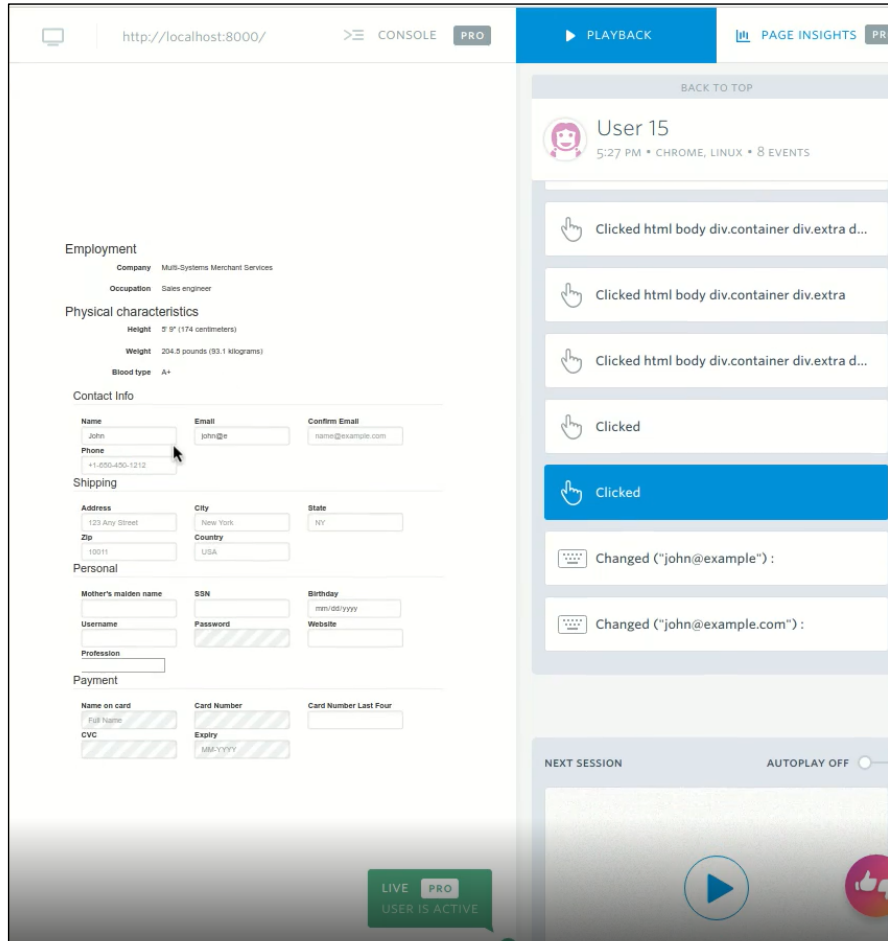 http://localhost:8000/
CONSOLE PRO
PLAYBACK
PAGE INSIGHTS PR
BACK TO TOP
User 15
5:27 PM • CHROME, LINUX • 8 EVENTS
Clicked html body div.container div.extra d...
Clicked html body div.container div.extra
Clicked html body div.container div.extra d...
Clicked
Clicked
Changed ("john@example") :
Changed ("john@example.com") :
NEXT SESSION
AUTOPLAY OFF
Employment
Company Multi-Systems Merchant Services
Occupation Sales engineer
Physical characteristics
Height 5' 9" (174 centimeters)
Weight 204.5 pounds (93.1 kilograms)
Blood type A+
Contact Info
Name Email Confirm Email
John john@e name@example.com
Phone
+1-650-450-1212
Shipping
Address City State
123 Any Street New York NY
Zip Country
10011 USA
Personal
Mother's maiden name SSN Birthday
mm/dd/yyyy
Username Password Website
Profession
Payment
Name on card Card Number Card Number Last Four
Full Name
CVC Expiry
MM-YYYY
LIVE PRO
USER IS ACTIVE